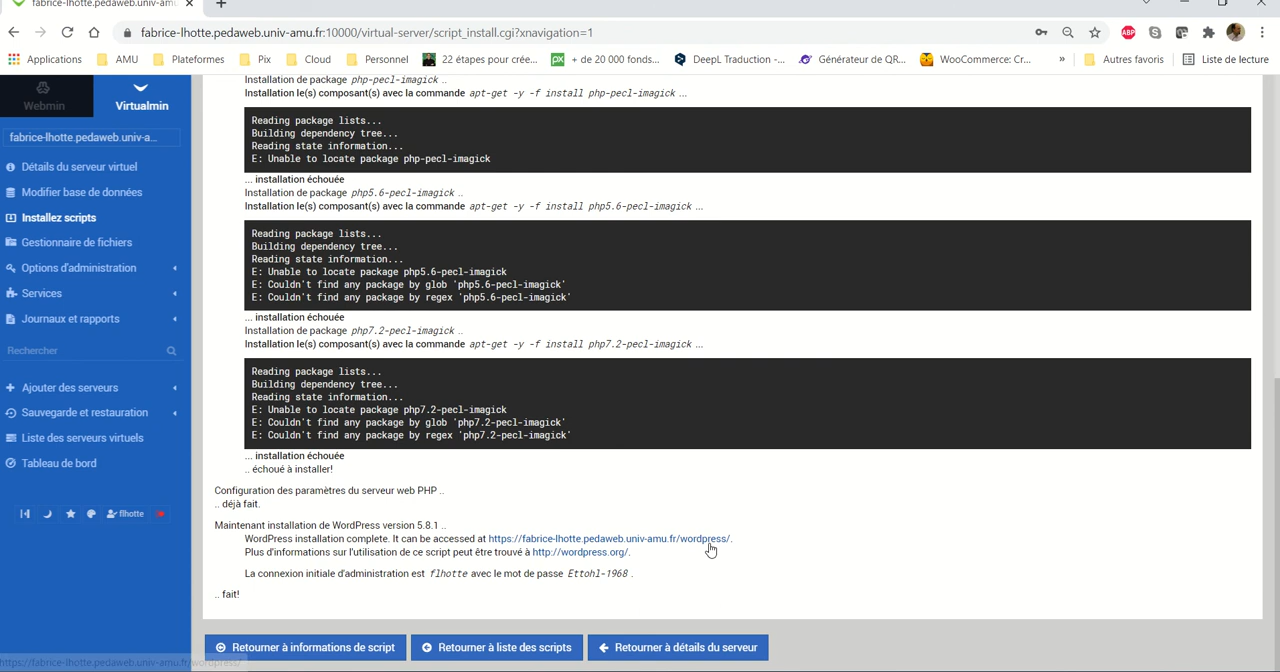 fabrice-lhotte.pedaweb.univ-amu
fabrice-lhotte.pedaweb.univ-amu.fr:10000/virtual-server/script_install.cgi?xnavigation=1
Applications AMU Plateformes Pix Cloud Personnel 22 étapes pour crée... + de 20 000 fonds... DeepL Traduction -... Générateur de QR... WooCommerce: Cr... » Autres favoris Liste de lecture
Webmin
Virtualmin
fabrice-lhotte.pedaweb.univ-a...
Détails du serveur virtuel
Modifier base de données
Installez scripts
Gestionnaire de fichiers
Options d'administration
Services
Journaux et rapports
Rechercher
Ajouter des serveurs
Sauvegarde et restauration
Liste des serveurs virtuels
Tableau de bord
flhotte
Installation de package php-pecl-imagick ..
Installation le(s) composant(s) avec la commande apt-get -y -f install php-pecl-imagick ...
Reading package lists...
Building dependency tree...
Reading state information...
E: Unable to locate package php-pecl-imagick
... installation échouée
Installation de package php5.6-pecl-imagick ..
Installation le(s) composant(s) avec la commande apt-get -y -f install php5.6-pecl-imagick ...
Reading package lists...
Building dependency tree...
Reading state information...
E: Unable to locate package php5.6-pecl-imagick
E: Couldn't find any package by glob 'php5.6-pecl-imagick'
E: Couldn't find any package by regex 'php5.6-pecl-imagick'
... installation échouée
Installation de package php7.2-pecl-imagick ..
Installation le(s) composant(s) avec la commande apt-get -y -f install php7.2-pecl-imagick ...
Reading package lists...
Building dependency tree...
Reading state information...
E: Unable to locate package php7.2-pecl-imagick
E: Couldn't find any package by glob 'php7.2-pecl-imagick'
E: Couldn't find any package by regex 'php7.2-pecl-imagick'
... installation échouée
.. échoué à installer!
Configuration des paramètres du serveur web PHP ..
.. déjà fait.
Maintenant installation de WordPress version 5.8.1 ..
WordPress installation complete. It can be accessed at https://fabrice-lhotte.pedaweb.univ-amu.fr/wordpress/.
Plus d'informations sur l'utilisation de ce script peut être trouvé à http://wordpress.org/.
La connexion initiale d'administration est flhotte avec le mot de passe Ettohl-1968 .
.. fait!
Retourner à informations de script
Retourner à liste des scripts
Retourner à détails du serveur
https://fabrice-lhotte.pedaweb.univ-amu.fr/wordpress/